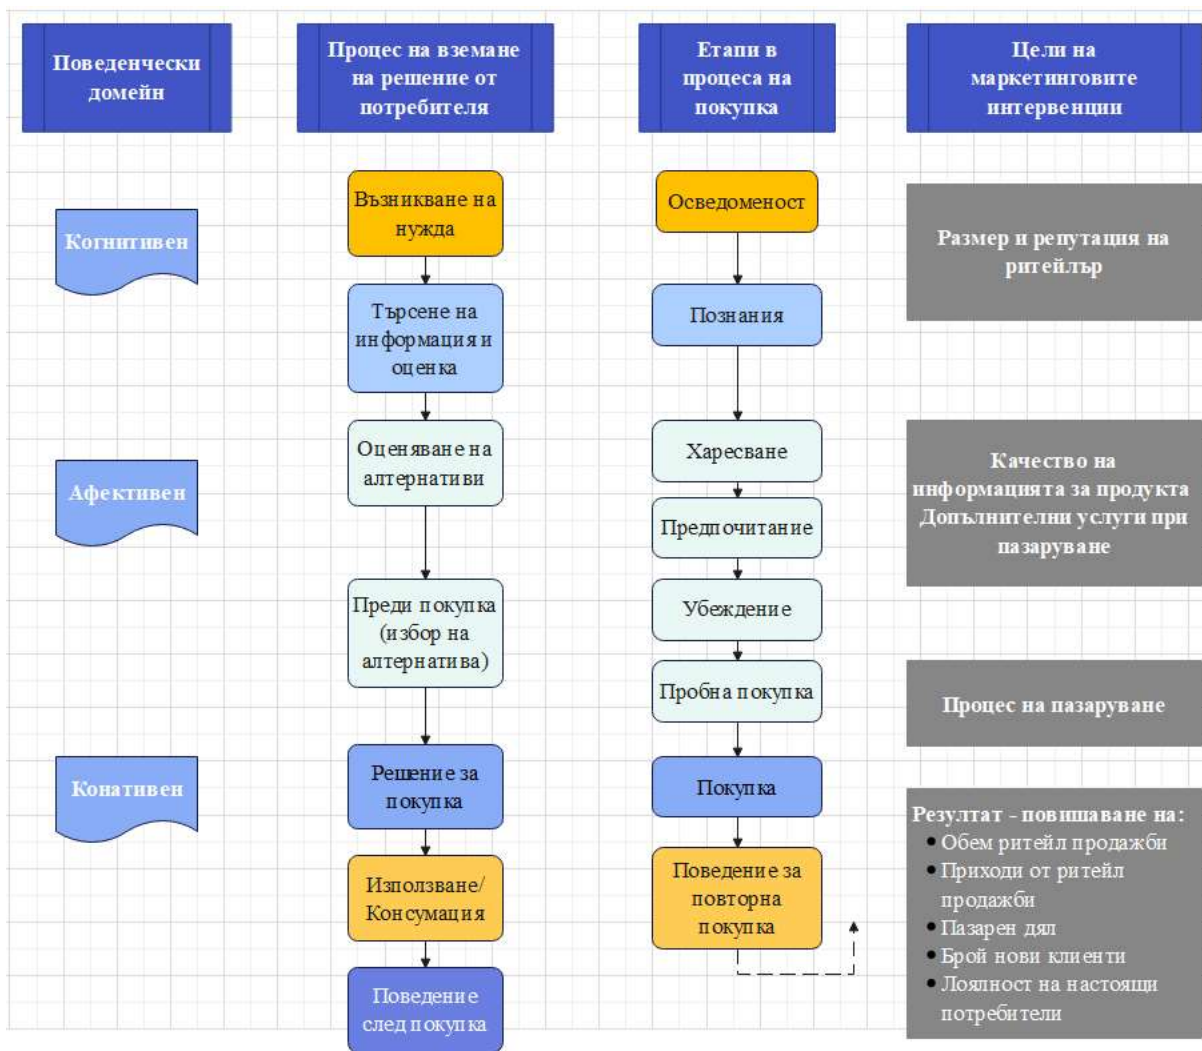 Поведенчески
домейн
Процес на вземане
на решение от
потребителя
Етапи в
процеса на
покупка
Цели на
маркетинговите
интервенции
Когнитивен
Афективен
Конативен
Възникване на
нужда
Търсене на
информация и
оценка
Оценяване на
алтернативи
Преди покупка
(избор на
алтернатива)
Решение за
покупка
Използване/
Консумация
Поведение
след покупка
Осведоменост
Познания
Харесване
Предпочитание
Убеждение
Пробна покупка
Покупка
Поведение за
повторна
покупка
Размер и репутация на
ритейлър
Качество на
информацията за продукта
Допълнителни услуги при
пазаруване
Процес на пазаруване
Резултат - повишаване на:
• Обем ритейл продажби
• Приходи от ритейл
продажби
• Пазарен дял
• Брой нови клиенти
• Лоялност на настоящи
потребители